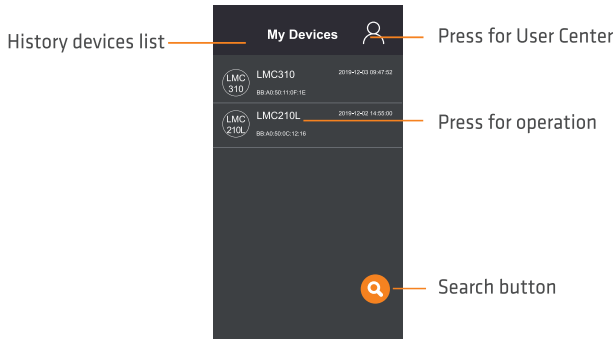 My Devices
Press for User Center
History devices list
LMC
310
LMC310
2019-12-03 09:47:52
BB:A0:50:11:0F:1E
LMC
210L
LMC210L
2019-12-02 14:55:00
Press for operation
BB:A0:50:0C:12:16
Search button